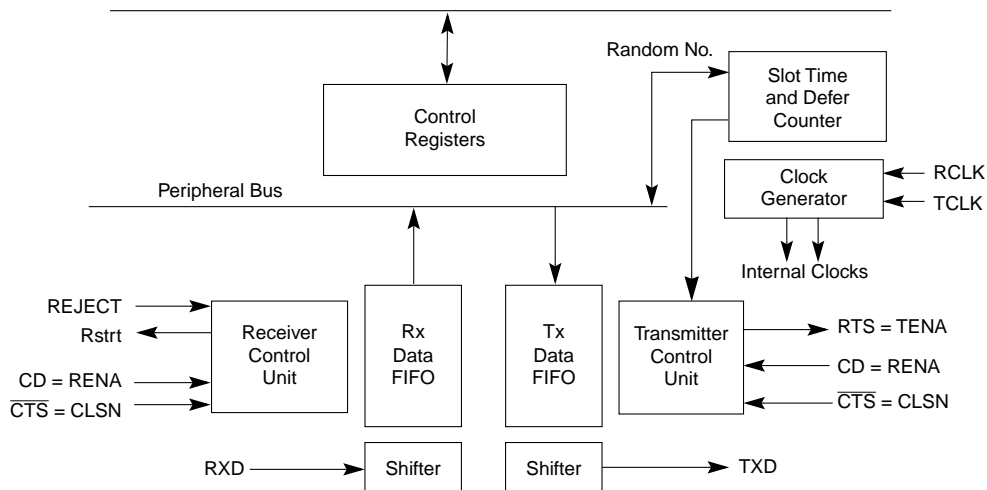 Random No.
Slot Time
and Defer
Counter
Control
Registers
Peripheral Bus
Clock
Generator
RCLK
TCLK
Internal Clocks
REJECT
Rstrt
CD = RENA
CTS = CLSN
Receiver
Control
Unit
Rx
Data
FIFO
Tx
Data
FIFO
Transmitter
Control
Unit
RTS = TENA
CD = RENA
CTS = CLSN
RXD
Shifter
Shifter
TXD